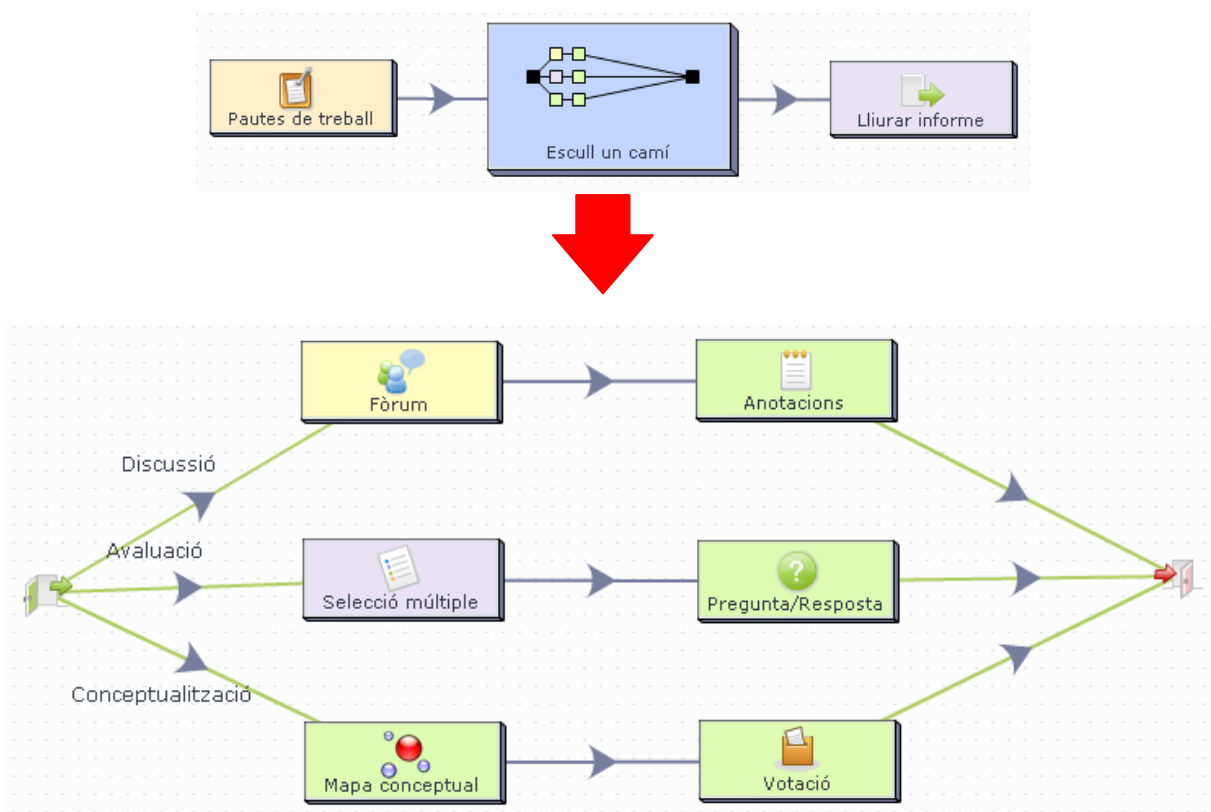 Pautes de treball
Escull un camí
Lliurar informe
Fòrum
Anotacions
Discussió
Avaluació
Selecció múltiple
?
Pregunta/Resposta
Conceptualització
Mapa conceptual
Votació